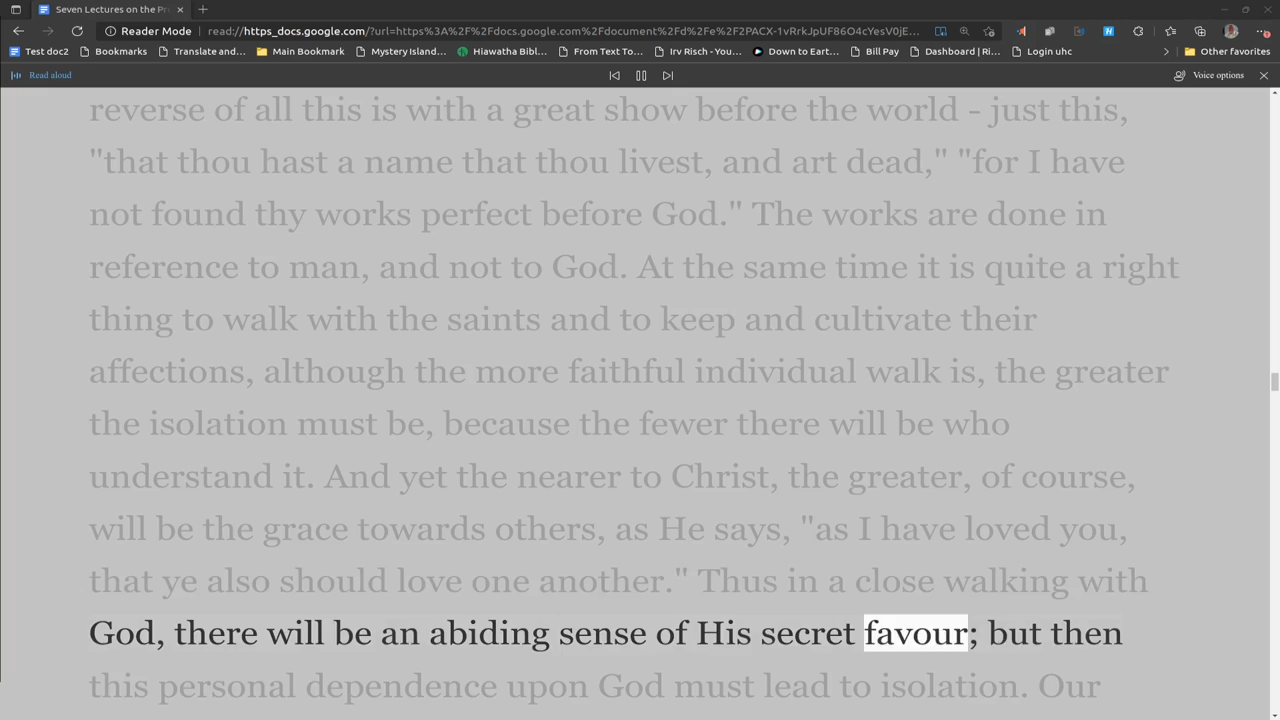 Seven Lectures on the Pr
Reader Mode
read://https_docs.google.com/?url=https%3A%2F%2Fdocs.google.com%2Fdocument%2Fd%2Fe%2F2PACX-1vRrkJpUF86O4cYesV0jE...
Test doc2
Bookmarks
Translate and...
Main Bookmark
Mystery Island...
Hiawatha Bibl...
From Text To...
Irv Risch - You...
Down to Eart...
Bill Pay
Dashboard | Ri...
Login uhc
Other favorites
Read aloud
Voice options
reverse of all this is with a great show before the world - just this,
"that thou hast a name that thou livest, and art dead," "for I have
not found thy works perfect before God." The works are done in
reference to man, and not to God. At the same time it is quite a right
thing to walk with the saints and to keep and cultivate their
affections, although the more faithful individual walk is, the greater
the isolation must be, because the fewer there will be who
understand it. And yet the nearer to Christ, the greater, of course,
will be the grace towards others, as He says, "as I have loved you,
that ye also should love one another." Thus in a close walking with
God, there will be an abiding sense of His secret favour; but then
this personal dependence upon God must lead to isolation. Our